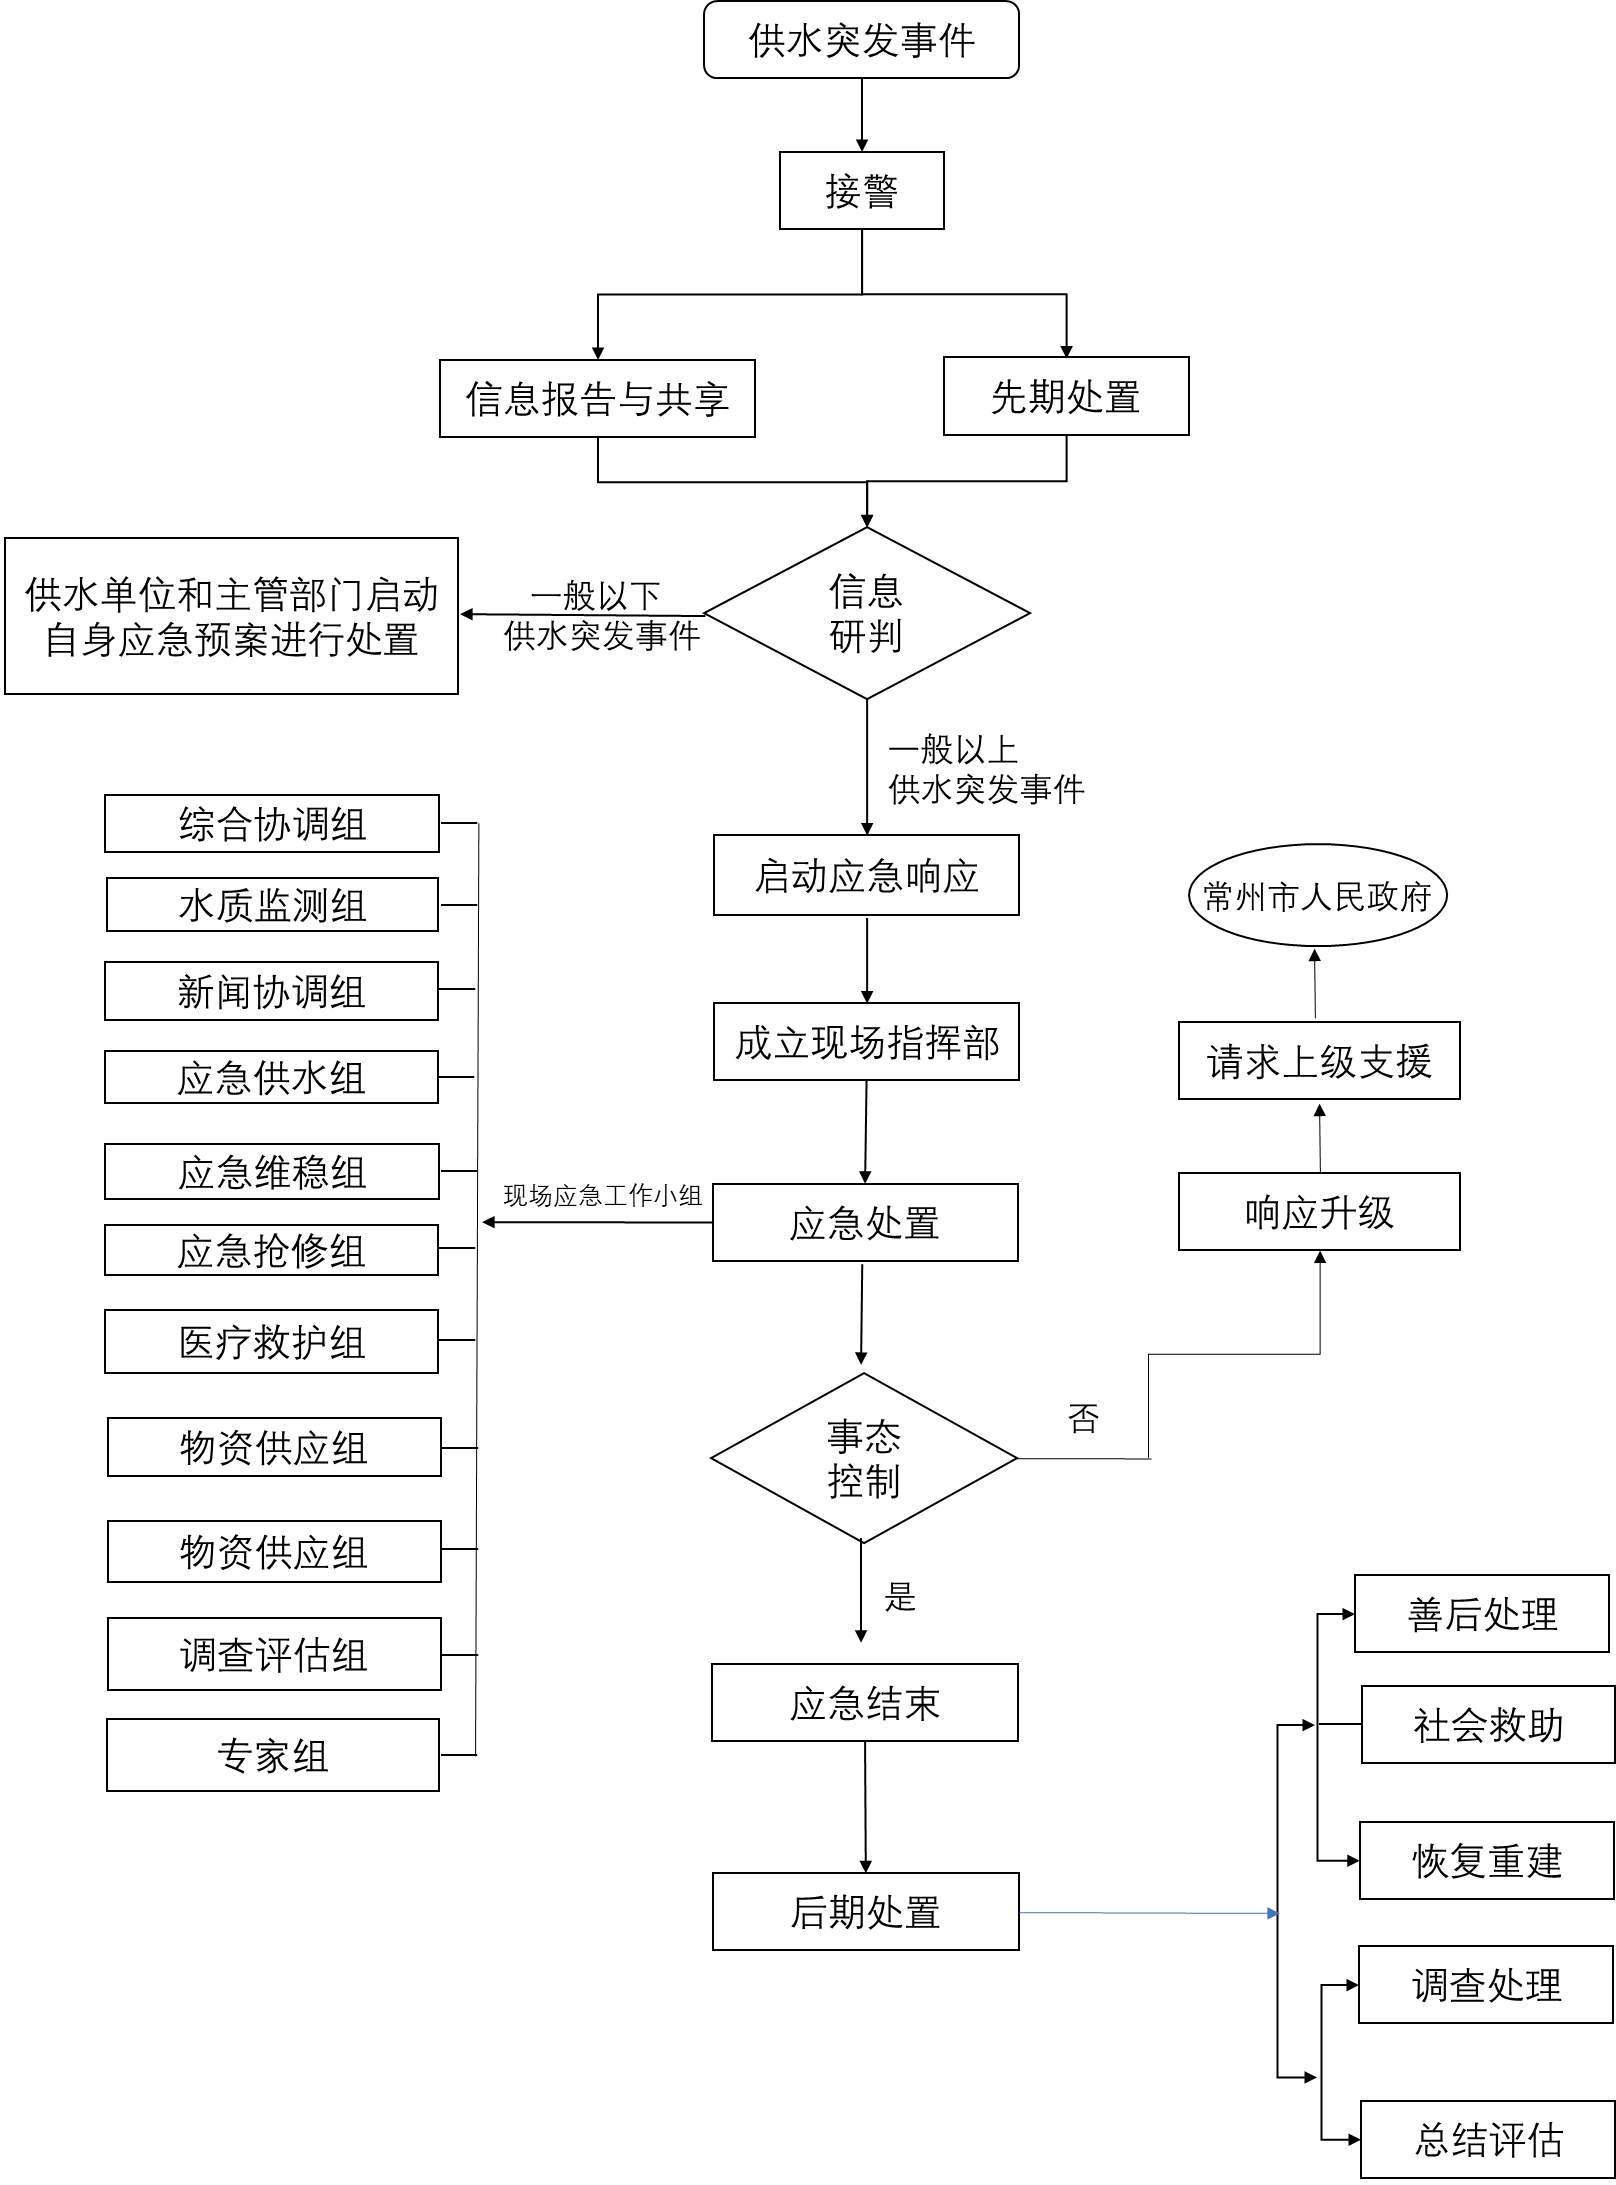 供水突发事件
接警
信息报告与共享
先期处置
供水单位和主管部门启动
自身应急预案进行处置
一般以下
供水突发事件
信息
研判
一般以上
供水突发事件
启动应急响应
成立现场指挥部
应急处置
现场应急工作小组
综合协调组
水质监测组
新闻协调组
应急供水组
应急维稳组
应急抢修组
医疗救护组
物资供应组
物资供应组
调查评估组
专家组
常州市人民政府
请求上级支援
响应升级
否
事态
控制
是
应急结束
后期处置
善后处理
社会救助
恢复重建
调查处理
总结评估